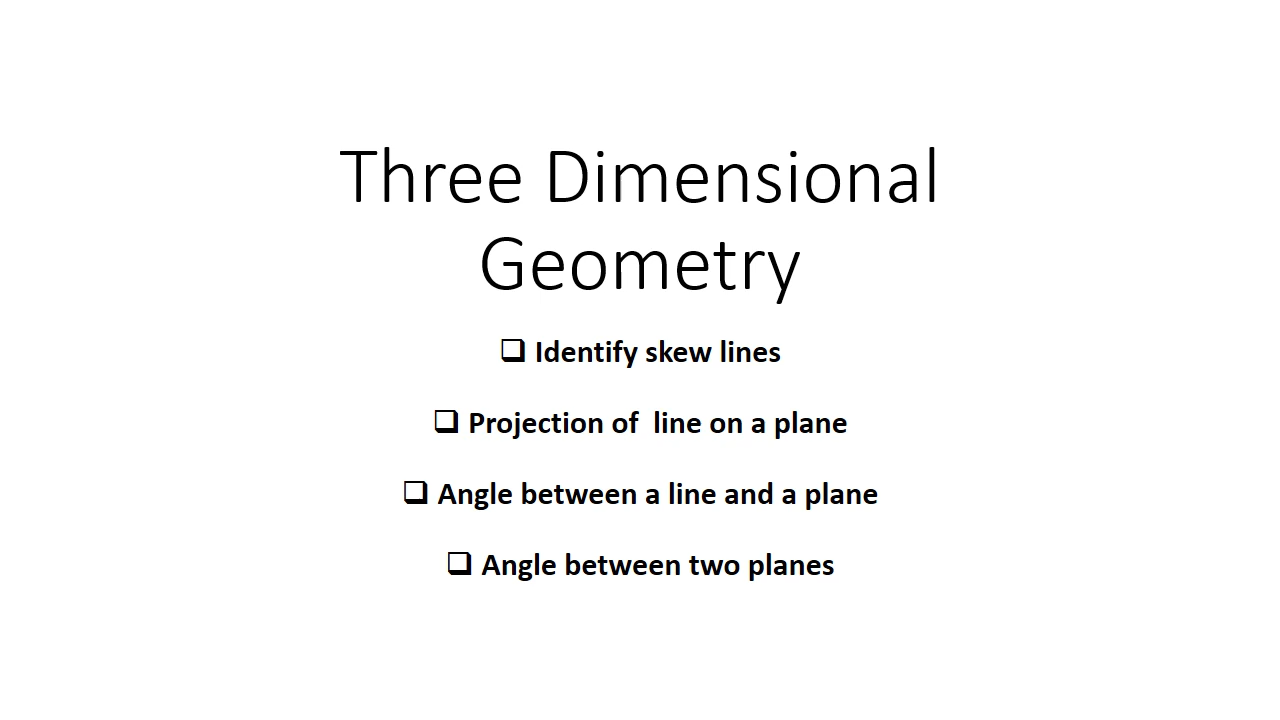 Three Dimensional
Geometry
❑ Identify skew lines
❑ Projection of  line on a plane
❑ Angle between a line and a plane
❑ Angle between two planes